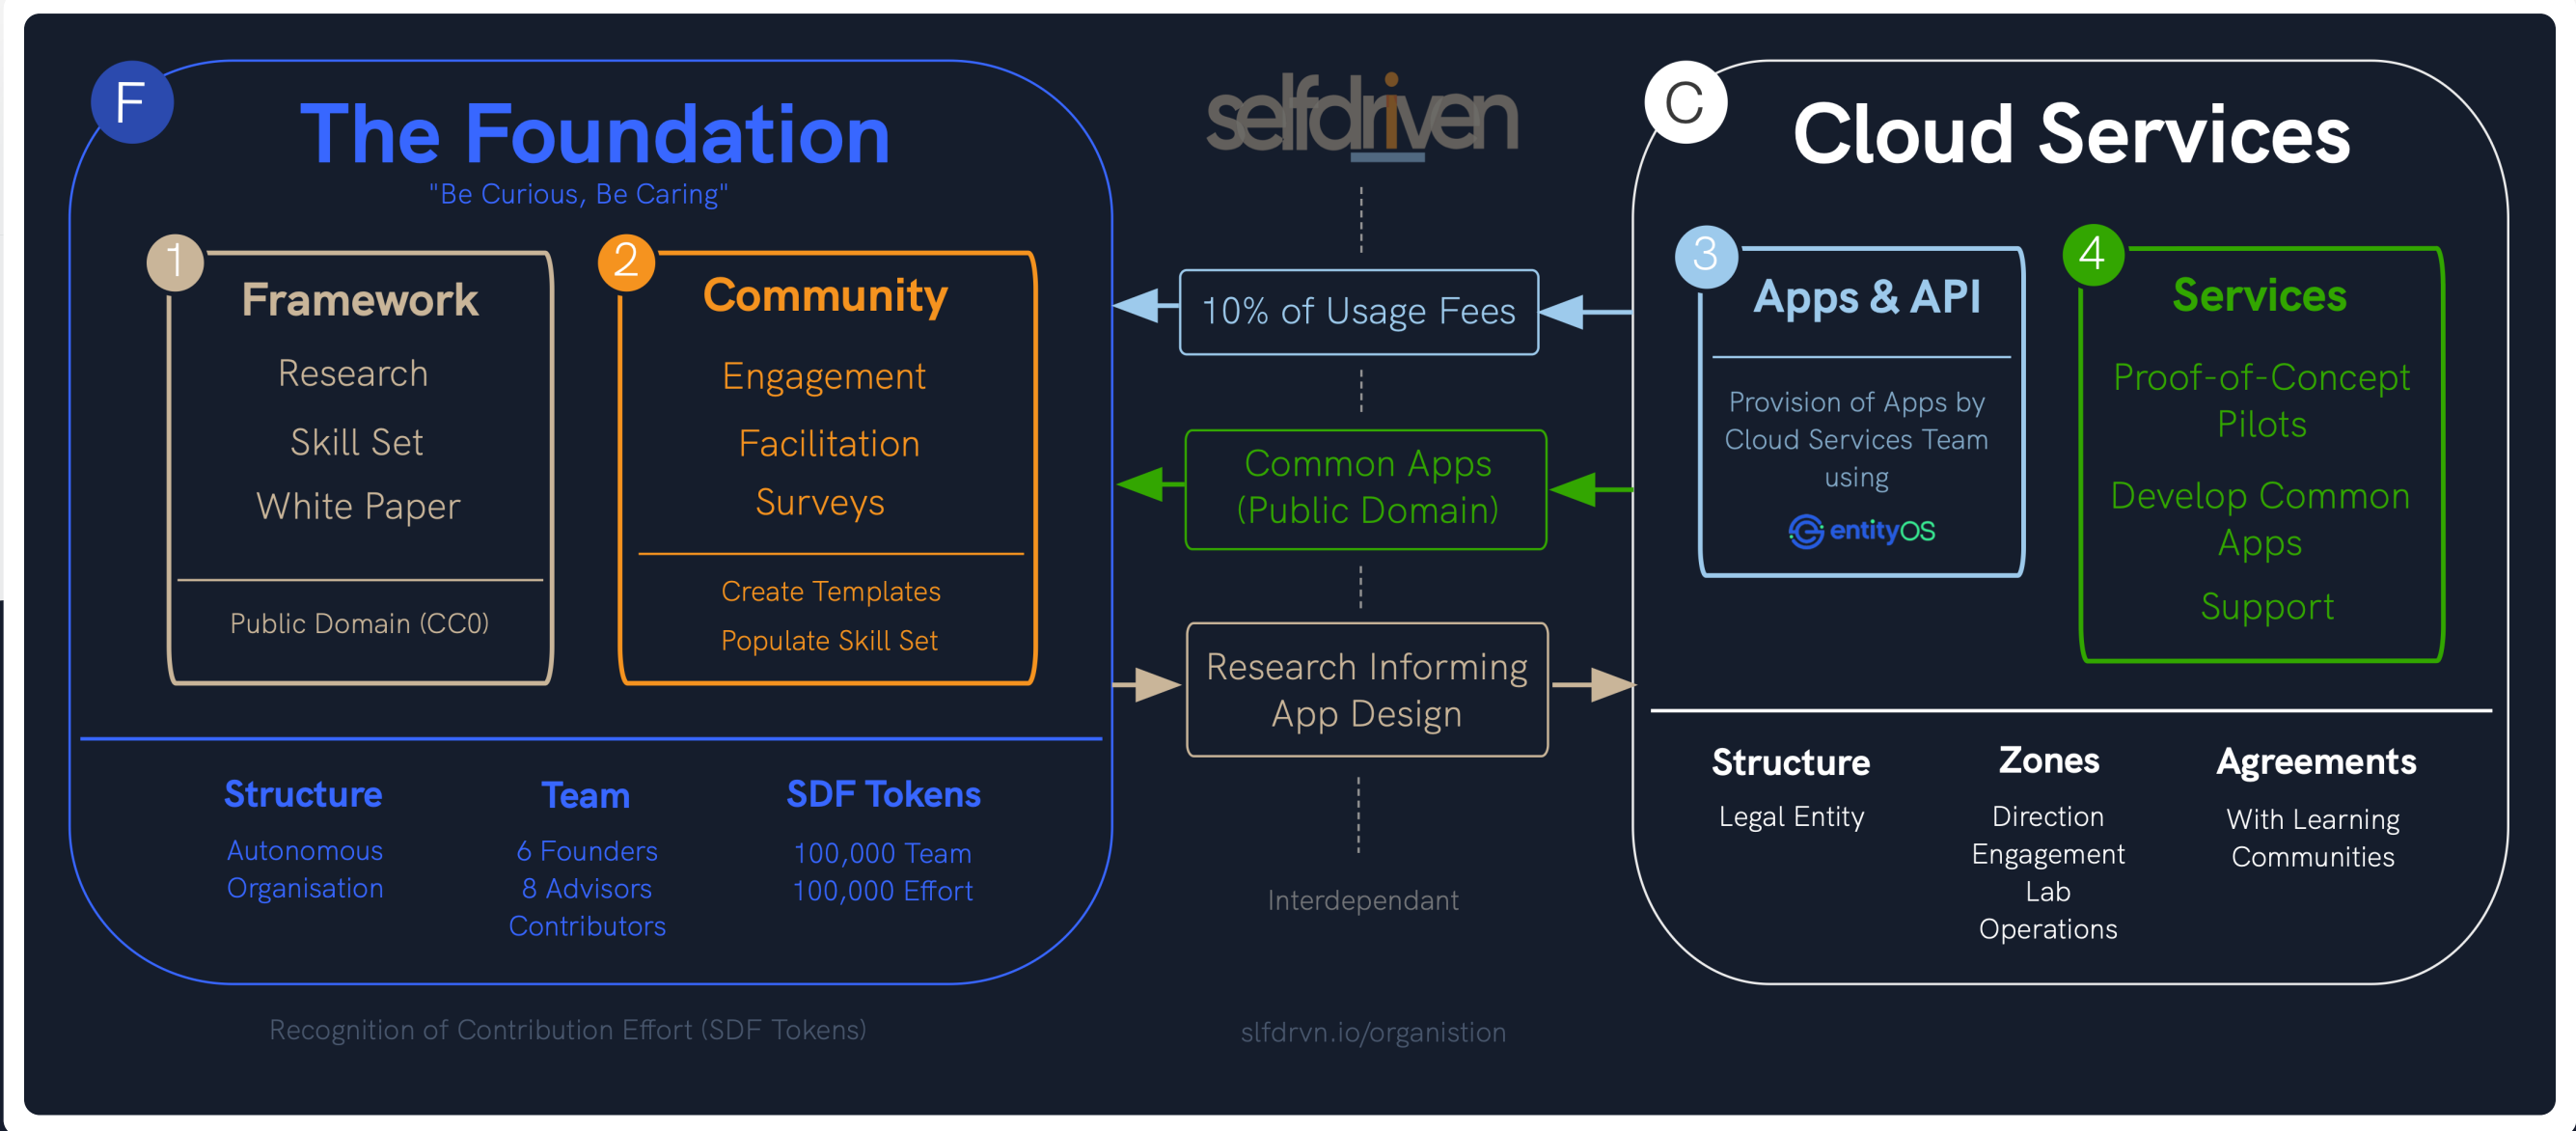 F
The Foundation
"Be Curious, Be Caring"
1
Framework
Research
Skill Set
White Paper
Public Domain (CC0)
2
Community
Engagement
Facilitation
Surveys
Create Templates
Populate Skill Set
Structure
Autonomous
Organisation
Team
6 Founders
8 Advisors
Contributors
SDF Tokens
100,000 Team
100,000 Effort
Recognition of Contribution Effort (SDF Tokens)
selfdriven
10% of Usage Fees
Common Apps
(Public Domain)
Research Informing
App Design
Interdependant
slfdrvn.io/organistion
C
Cloud Services
3
Apps & API
Provision of Apps by
Cloud Services Team
using
entityOS
4
Services
Proof-of-Concept
Pilots
Develop Common
Apps
Support
Structure
Legal Entity
Zones
Direction
Engagement
Lab
Operations
Agreements
With Learning
Communities